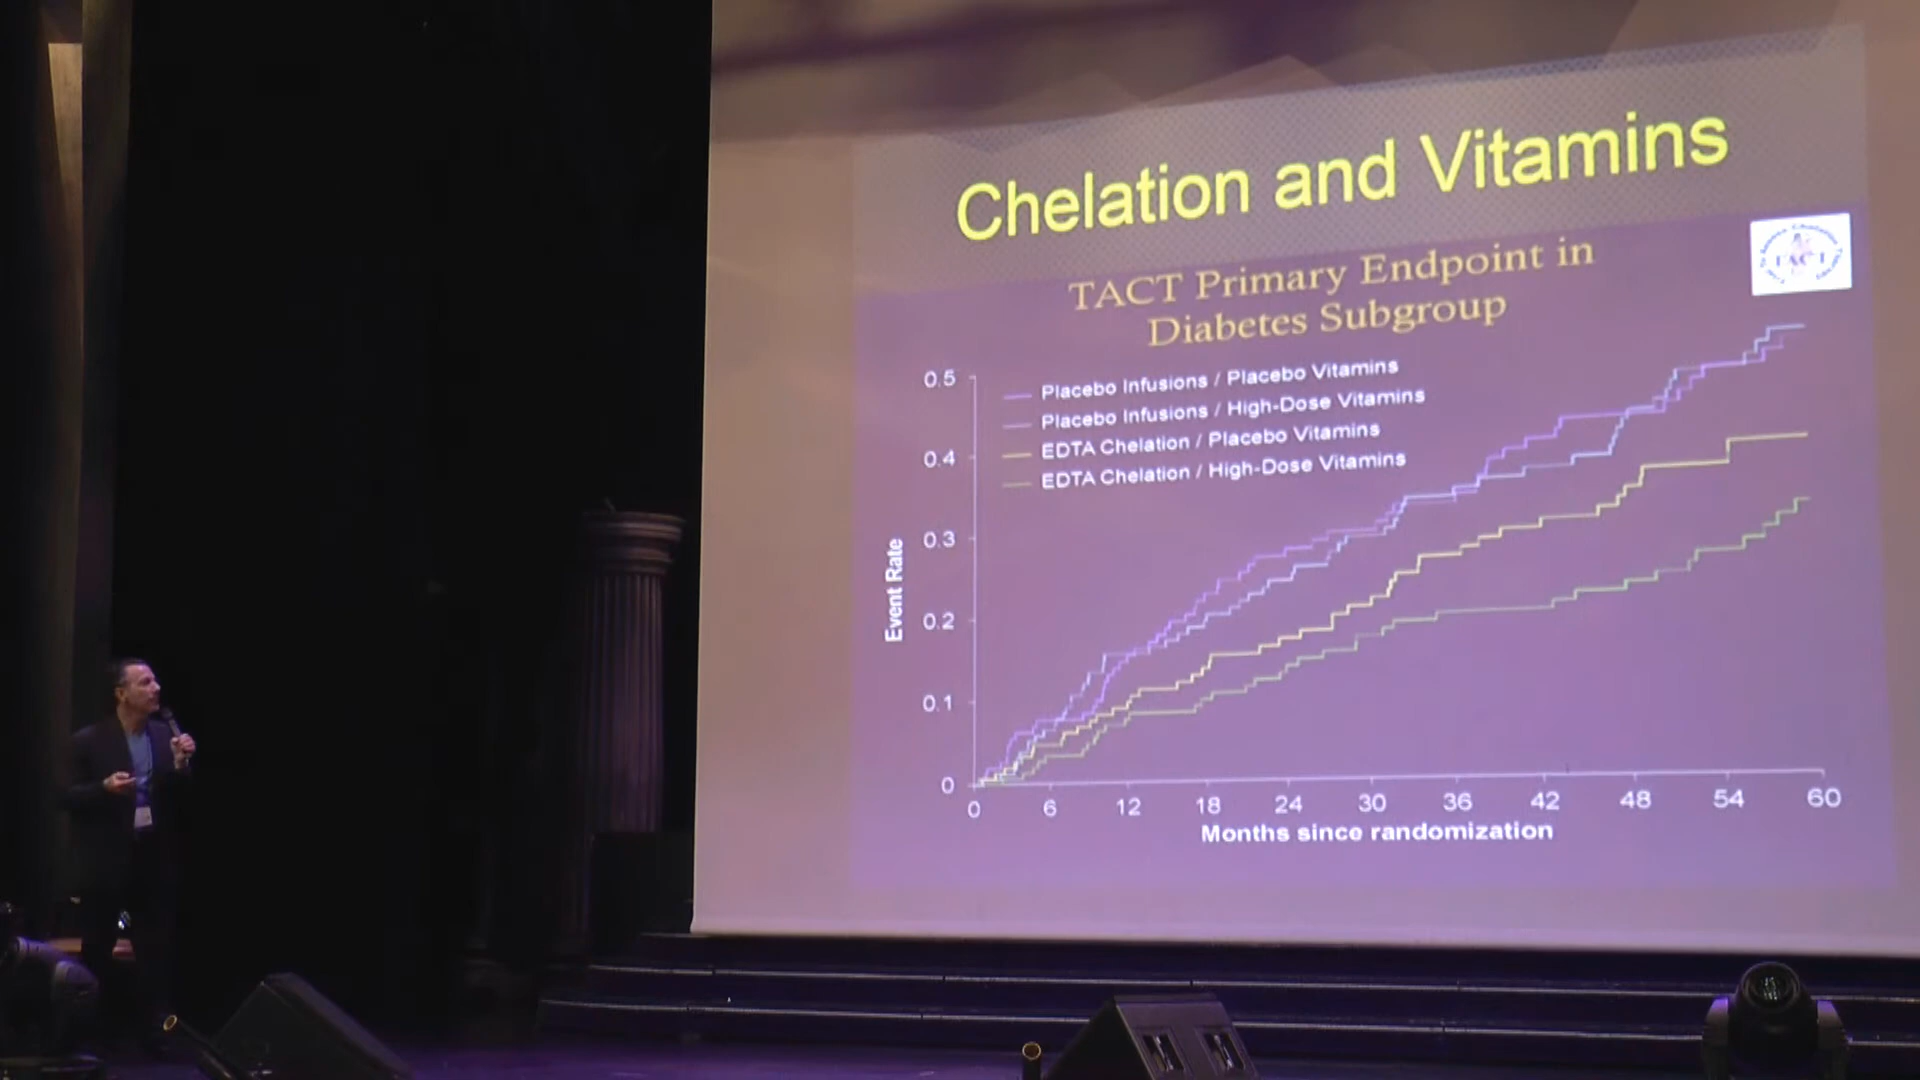 Chelation and Vitamins
TACT Primary Endpoint in
Diabetes Subgroup
TACT
Placebo Infusions / Placebo Vitamins
Placebo Infusions / High-Dose Vitamins
EDTA Chelation / Placebo Vitamins
EDTA Chelation / High-Dose Vitamins
0.5
0.4
0.3
0.2
0.1
0
Event Rate
0 6 12 18 24 30 36 42 48 54 60
Months since randomization